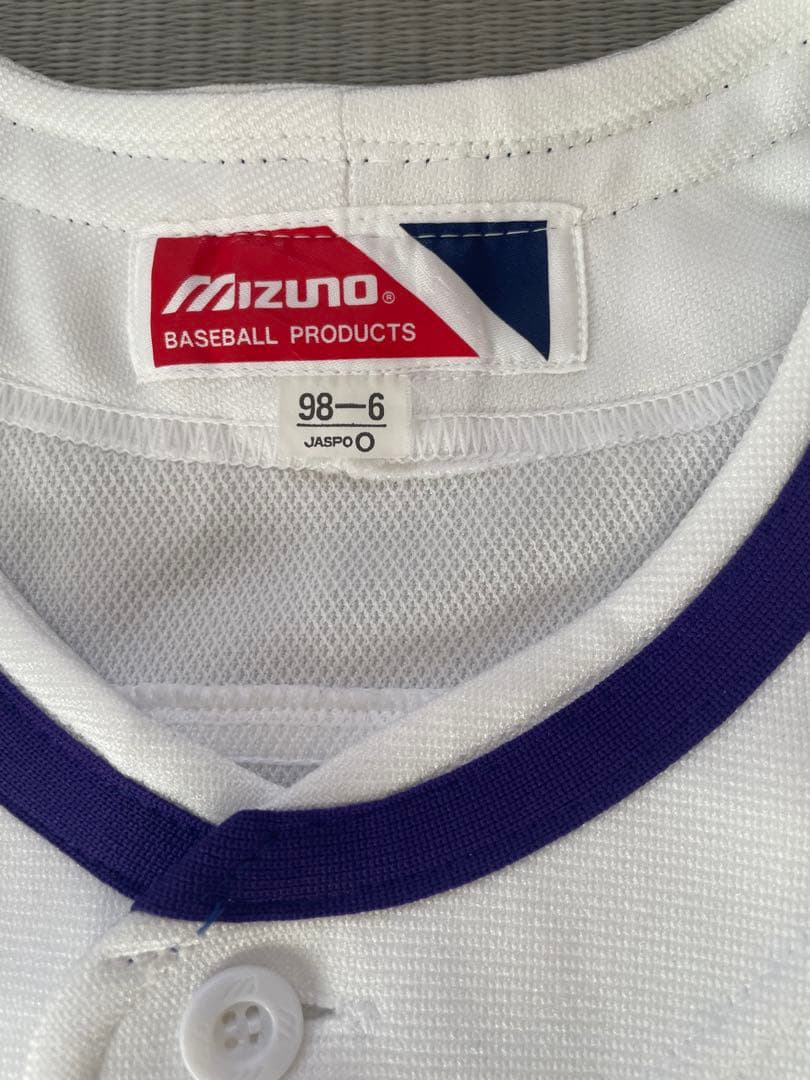 MIZUNO®
BASEBALL PRODUCTS
98—6
JASPO O